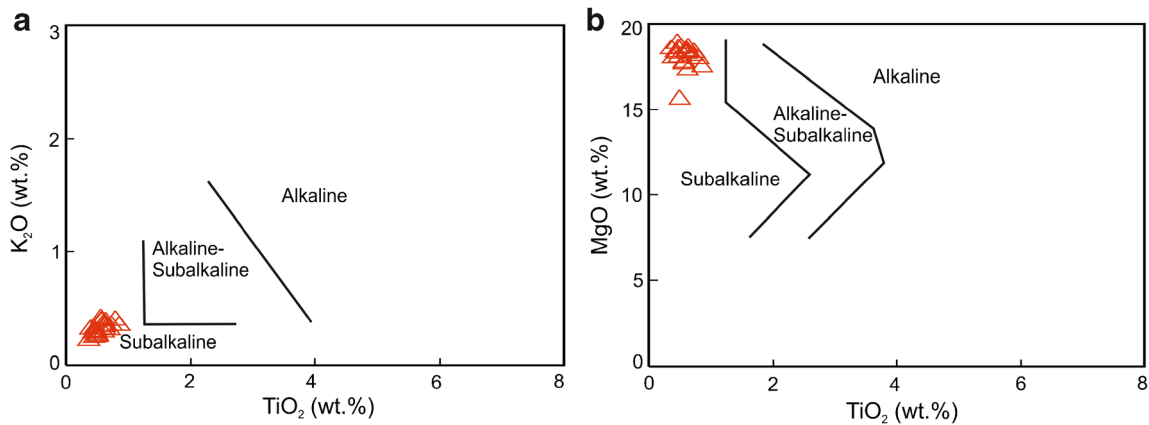 a
3
2
1
0
K₂O (wt.%)
Alkaline
Alkaline-
Subalkaline
Subalkaline
0
2
4
6
8
TiO₂ (wt.%)
b
20
15
10
5
0
MgO (wt.%)
Alkaline
Alkaline-
Subalkaline
Subalkaline
0
2
4
6
8
TiO₂ (wt.%)